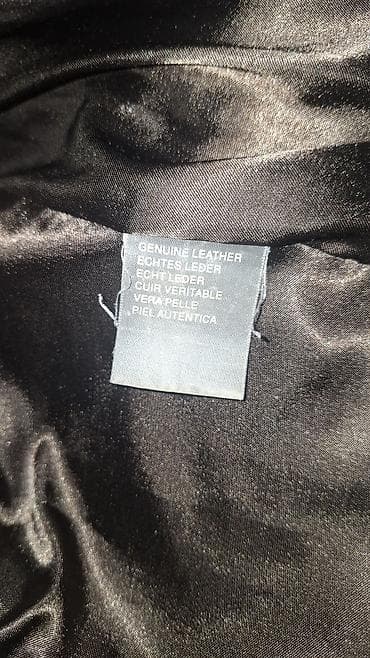 GENUINE LEATHER
ECHTES LEDER
ECHT LEDER
CUIR VERITABLE
VERA PELLE
PIEL AUTENTICA